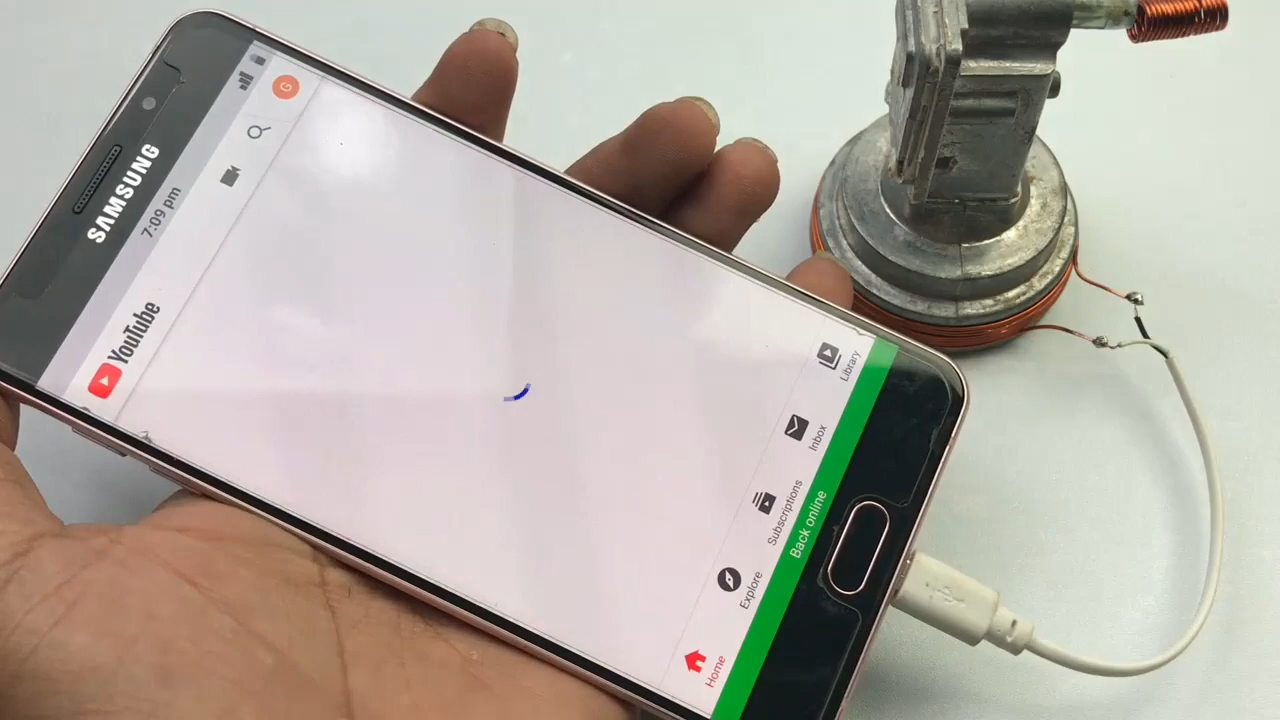 SAMSUNG
7:09 pm
G
YouTube
Home
Explore
Subscriptions
Inbox
Library
Back online